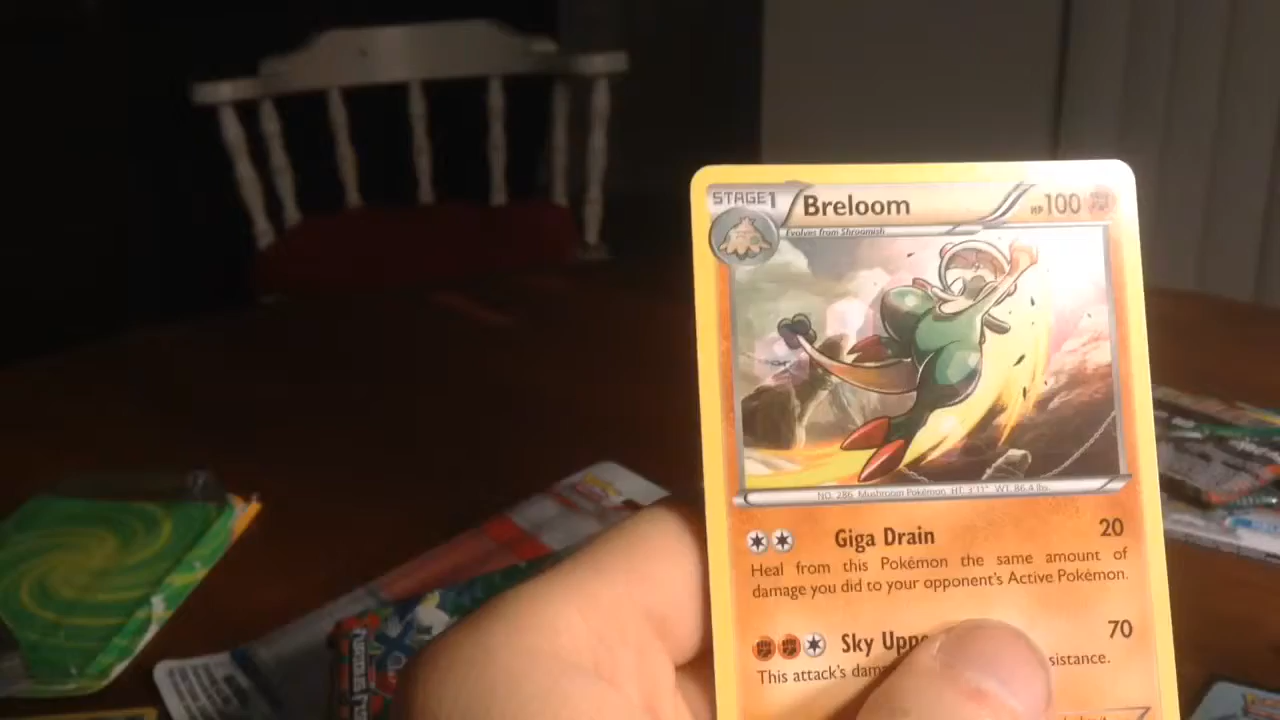 STAGE1 Breloom HP100
Evolves from Shroomish
NO. 286 Mushroom Pokémon HT: 3'11" WT: 86.4 lbs.
Giga Drain 20
Heal from this Pokémon the same amount of
damage you did to your opponent's Active Pokémon.
Sky Uppe 70
This attack's dama sistance.